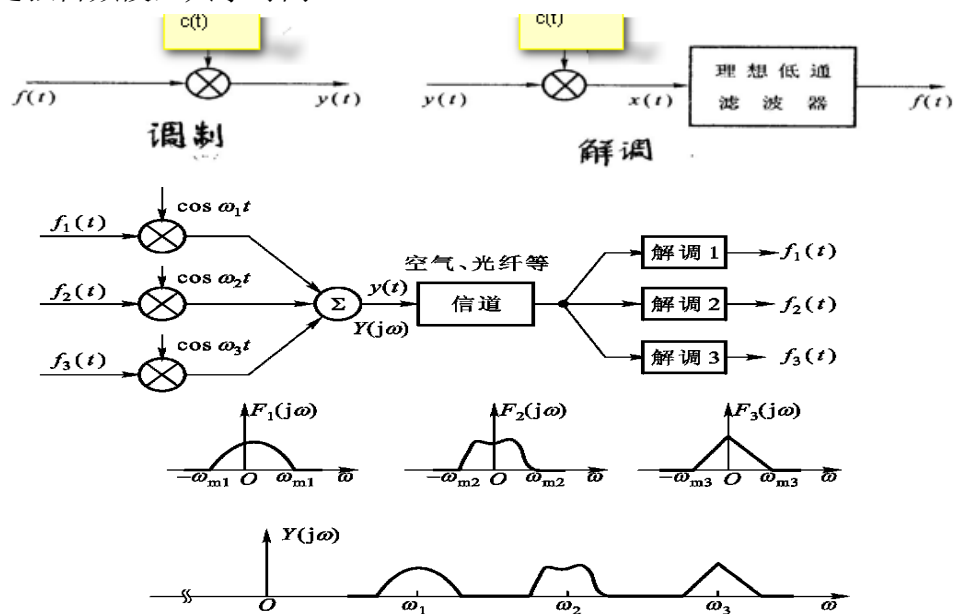 c(t)
c(t)
f(t)
y(t)
y(t)
x(t)
理想低通
滤波器
f(t)
调制
解调
f₁(t)
cos ω₁t
f₂(t)
cos ω₂t
f₃(t)
cos ω₃t
Σ
y(t)
Y(jω)
空气、光纤等
信道
解调 1
f₁(t)
解调 2
f₂(t)
解调 3
f₃(t)
F₁(jω)
-ωm1 O ωm1 ω
F₂(jω)
-ωm2 O ωm2 ω
F₃(jω)
-ωm3 O ωm3 ω
Y(jω)
O ω₁ ω₂ ω₃ ω